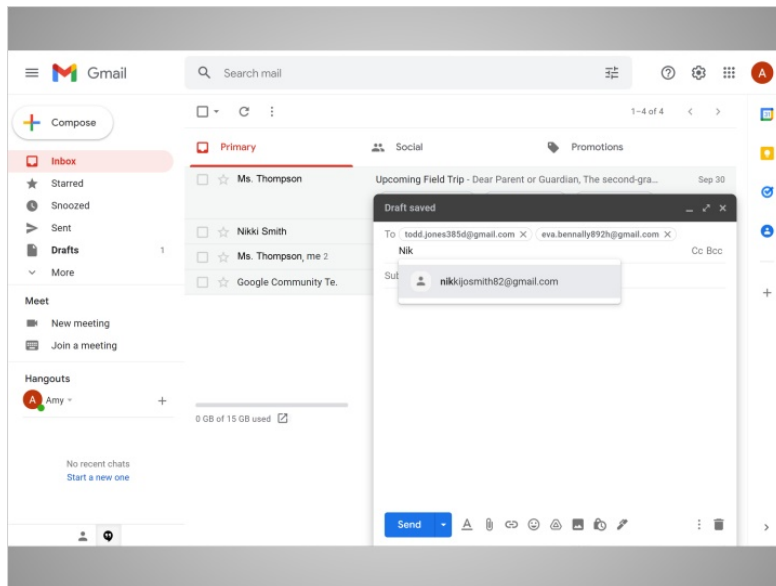 Gmail
Search mail
A
Compose
1–4 of 4
Primary
Social
Promotions
Inbox
Starred
Snoozed
Sent
Drafts 1
More
Ms. Thompson
Upcoming Field Trip - Dear Parent or Guardian, The second-gra...
Sep 30
Nikki Smith
Ms. Thompson, me 2
Google Community Te.
Draft saved
To todd.jones385d@gmail.com eva.bennally892h@gmail.com
Nik
Cc Bcc
Sub
nikkijosmith82@gmail.com
Meet
New meeting
Join a meeting
Hangouts
A Amy
0 GB of 15 GB used
No recent chats
Start a new one
Send